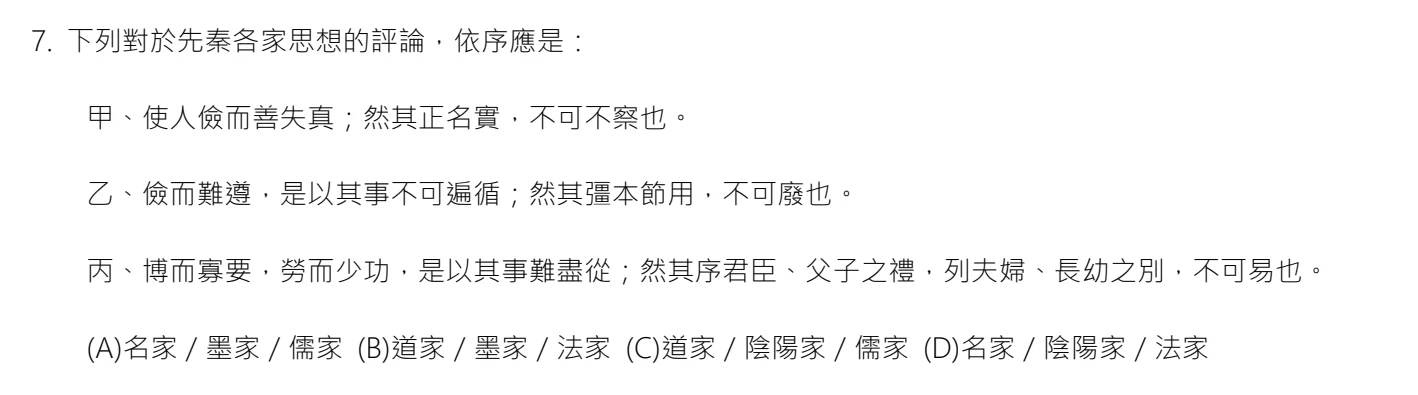 7. 下列對於先秦各家思想的評論，依序應是：
甲、使人儉而善失真；然其正名實，不可不察也。
乙、儉而難遵，是以其事不可遍循；然其彊本節用，不可廢也。
丙、博而寡要，勞而少功，是以其事難盡從；然其序君臣、父子之禮，列夫婦、長幼之別，不可易也。
(A)名家 / 墨家 / 儒家 (B)道家 / 墨家 / 法家 (C)道家 / 陰陽家 / 儒家 (D)名家 / 陰陽家 / 法家